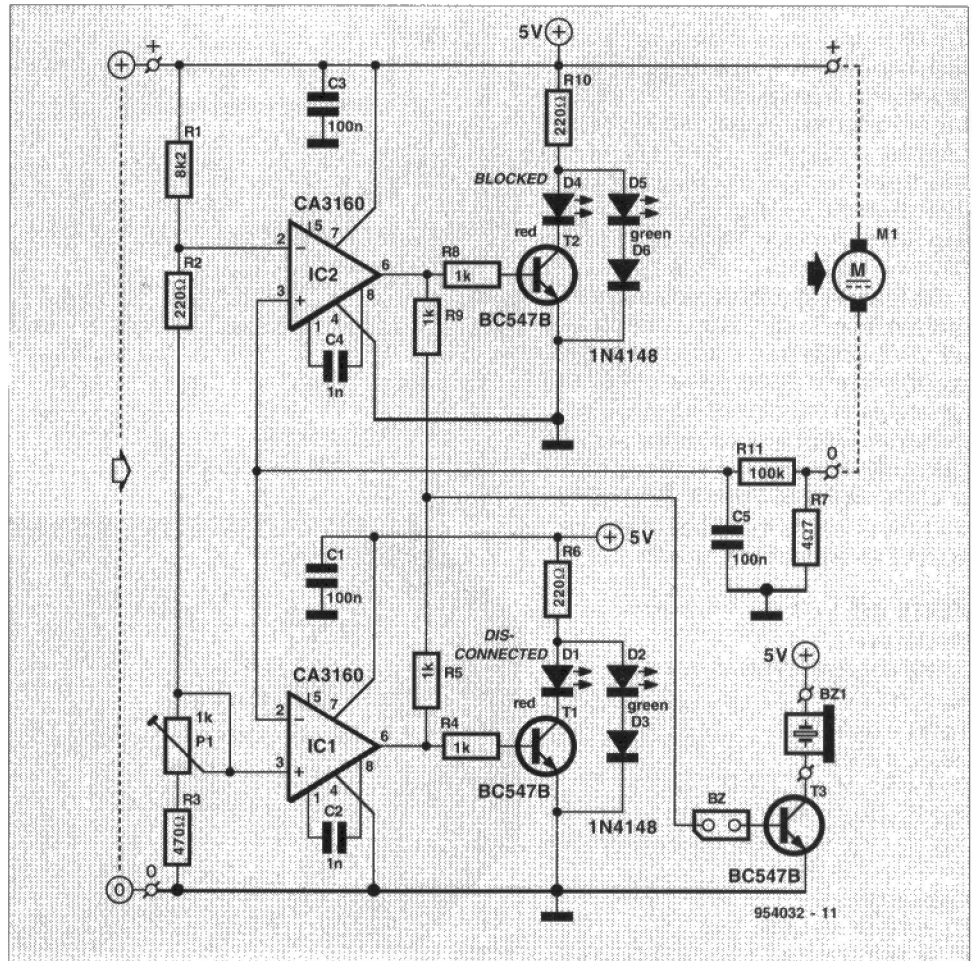 5V
+
+
+
+
R10
220Ω
C3
100n
R1
8k2
BLOCKED
D4
D5
CA3160
red
green
5
7
T2
D6
M1
2
−
R8
6
R2
220Ω
IC2
1k
M
3
+
8
R9
1k
BC547B
1
4
C4
1N4148
1n
R11
0
100k
R7
C5
4Ω7
100n
+
5V
C1
R6
100n
220Ω
DIS-
CONNECTED
D1
D2
5V
+
CA3160
R5
1k
red
green
BZ1
5
7
T1
2
−
R4
6
D3
1k
P1
IC1
1k
3
+
8
T3
R3
1
4
BC547B
BZ
C2
470Ω
1n
1N4148
0
0
BC547B
954032 - 11